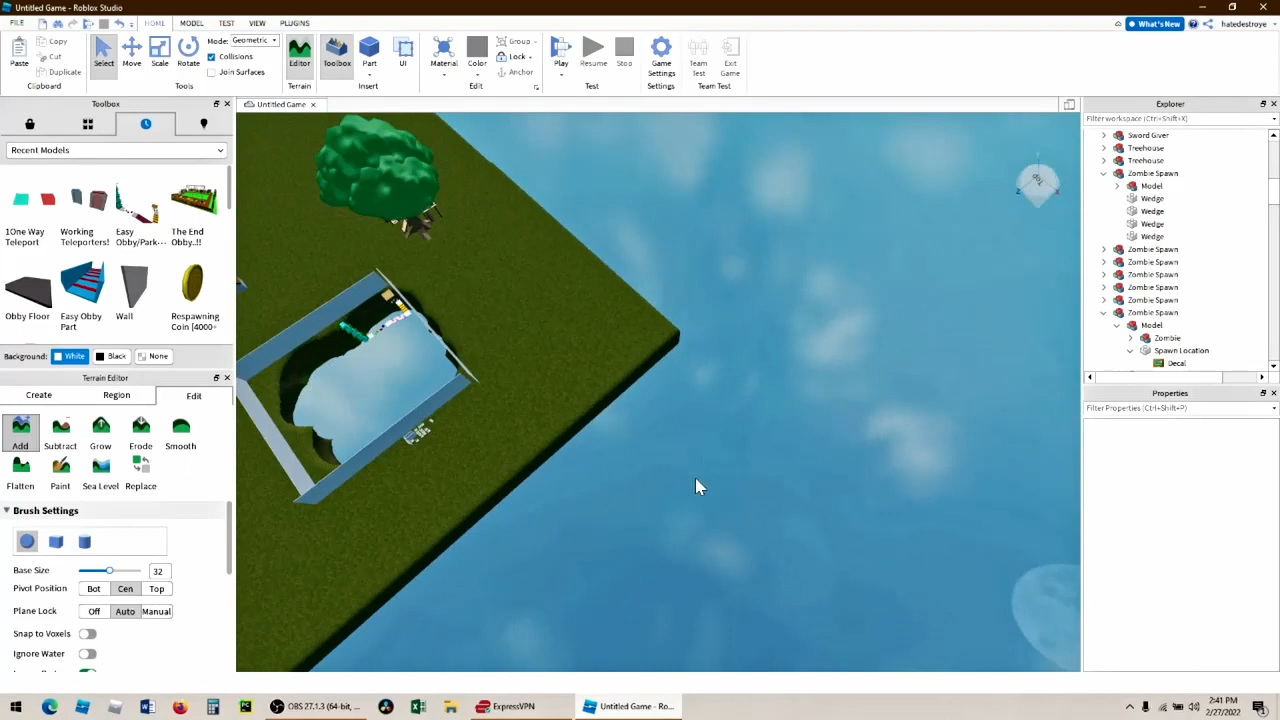 Untitled Game - Roblox Studio
FILE HOME MODEL TEST VIEW PLUGINS What's New hatedestroye
Paste Copy Cut Duplicate Clipboard
Select Move Scale Rotate Mode: Geometric Collisions Join Surfaces Tools
Editor Terrain
Toolbox Part UI Insert
Material Color Group Lock Anchor Edit
Play Resume Stop Test
Game Settings Settings
Team Test Exit Game Team Test
Toolbox
Untitled Game
Recent Models
1One Way Teleport
Working Teleporters!
Easy Obby/Park···
The End Obby..!!
Obby Floor
Easy Obby Part
Wall
Respawning Coin [4000+
Background: White Black None
Terrain Editor
Create Region Edit
Add Subtract Grow Erode Smooth
Flatten Paint Sea Level Replace
Brush Settings
Base Size 32
Pivot Position Bot Cen Top
Plane Lock Off Auto Manual
Snap to Voxels
Ignore Water
TOP
Explorer
Filter workspace (Ctrl+Shift+X)
Sword Giver
Treehouse
Treehouse
Zombie Spawn
Model
Wedge
Wedge
Wedge
Wedge
Zombie Spawn
Zombie Spawn
Zombie Spawn
Zombie Spawn
Zombie Spawn
Zombie Spawn
Model
Zombie
Spawn Location
Decal
Properties
Filter Properties (Ctrl+Shift+P)
OBS 27.1.3 (64-bit, ...
ExpressVPN
Untitled Game - Ro...
2:41 PM
2/27/2022